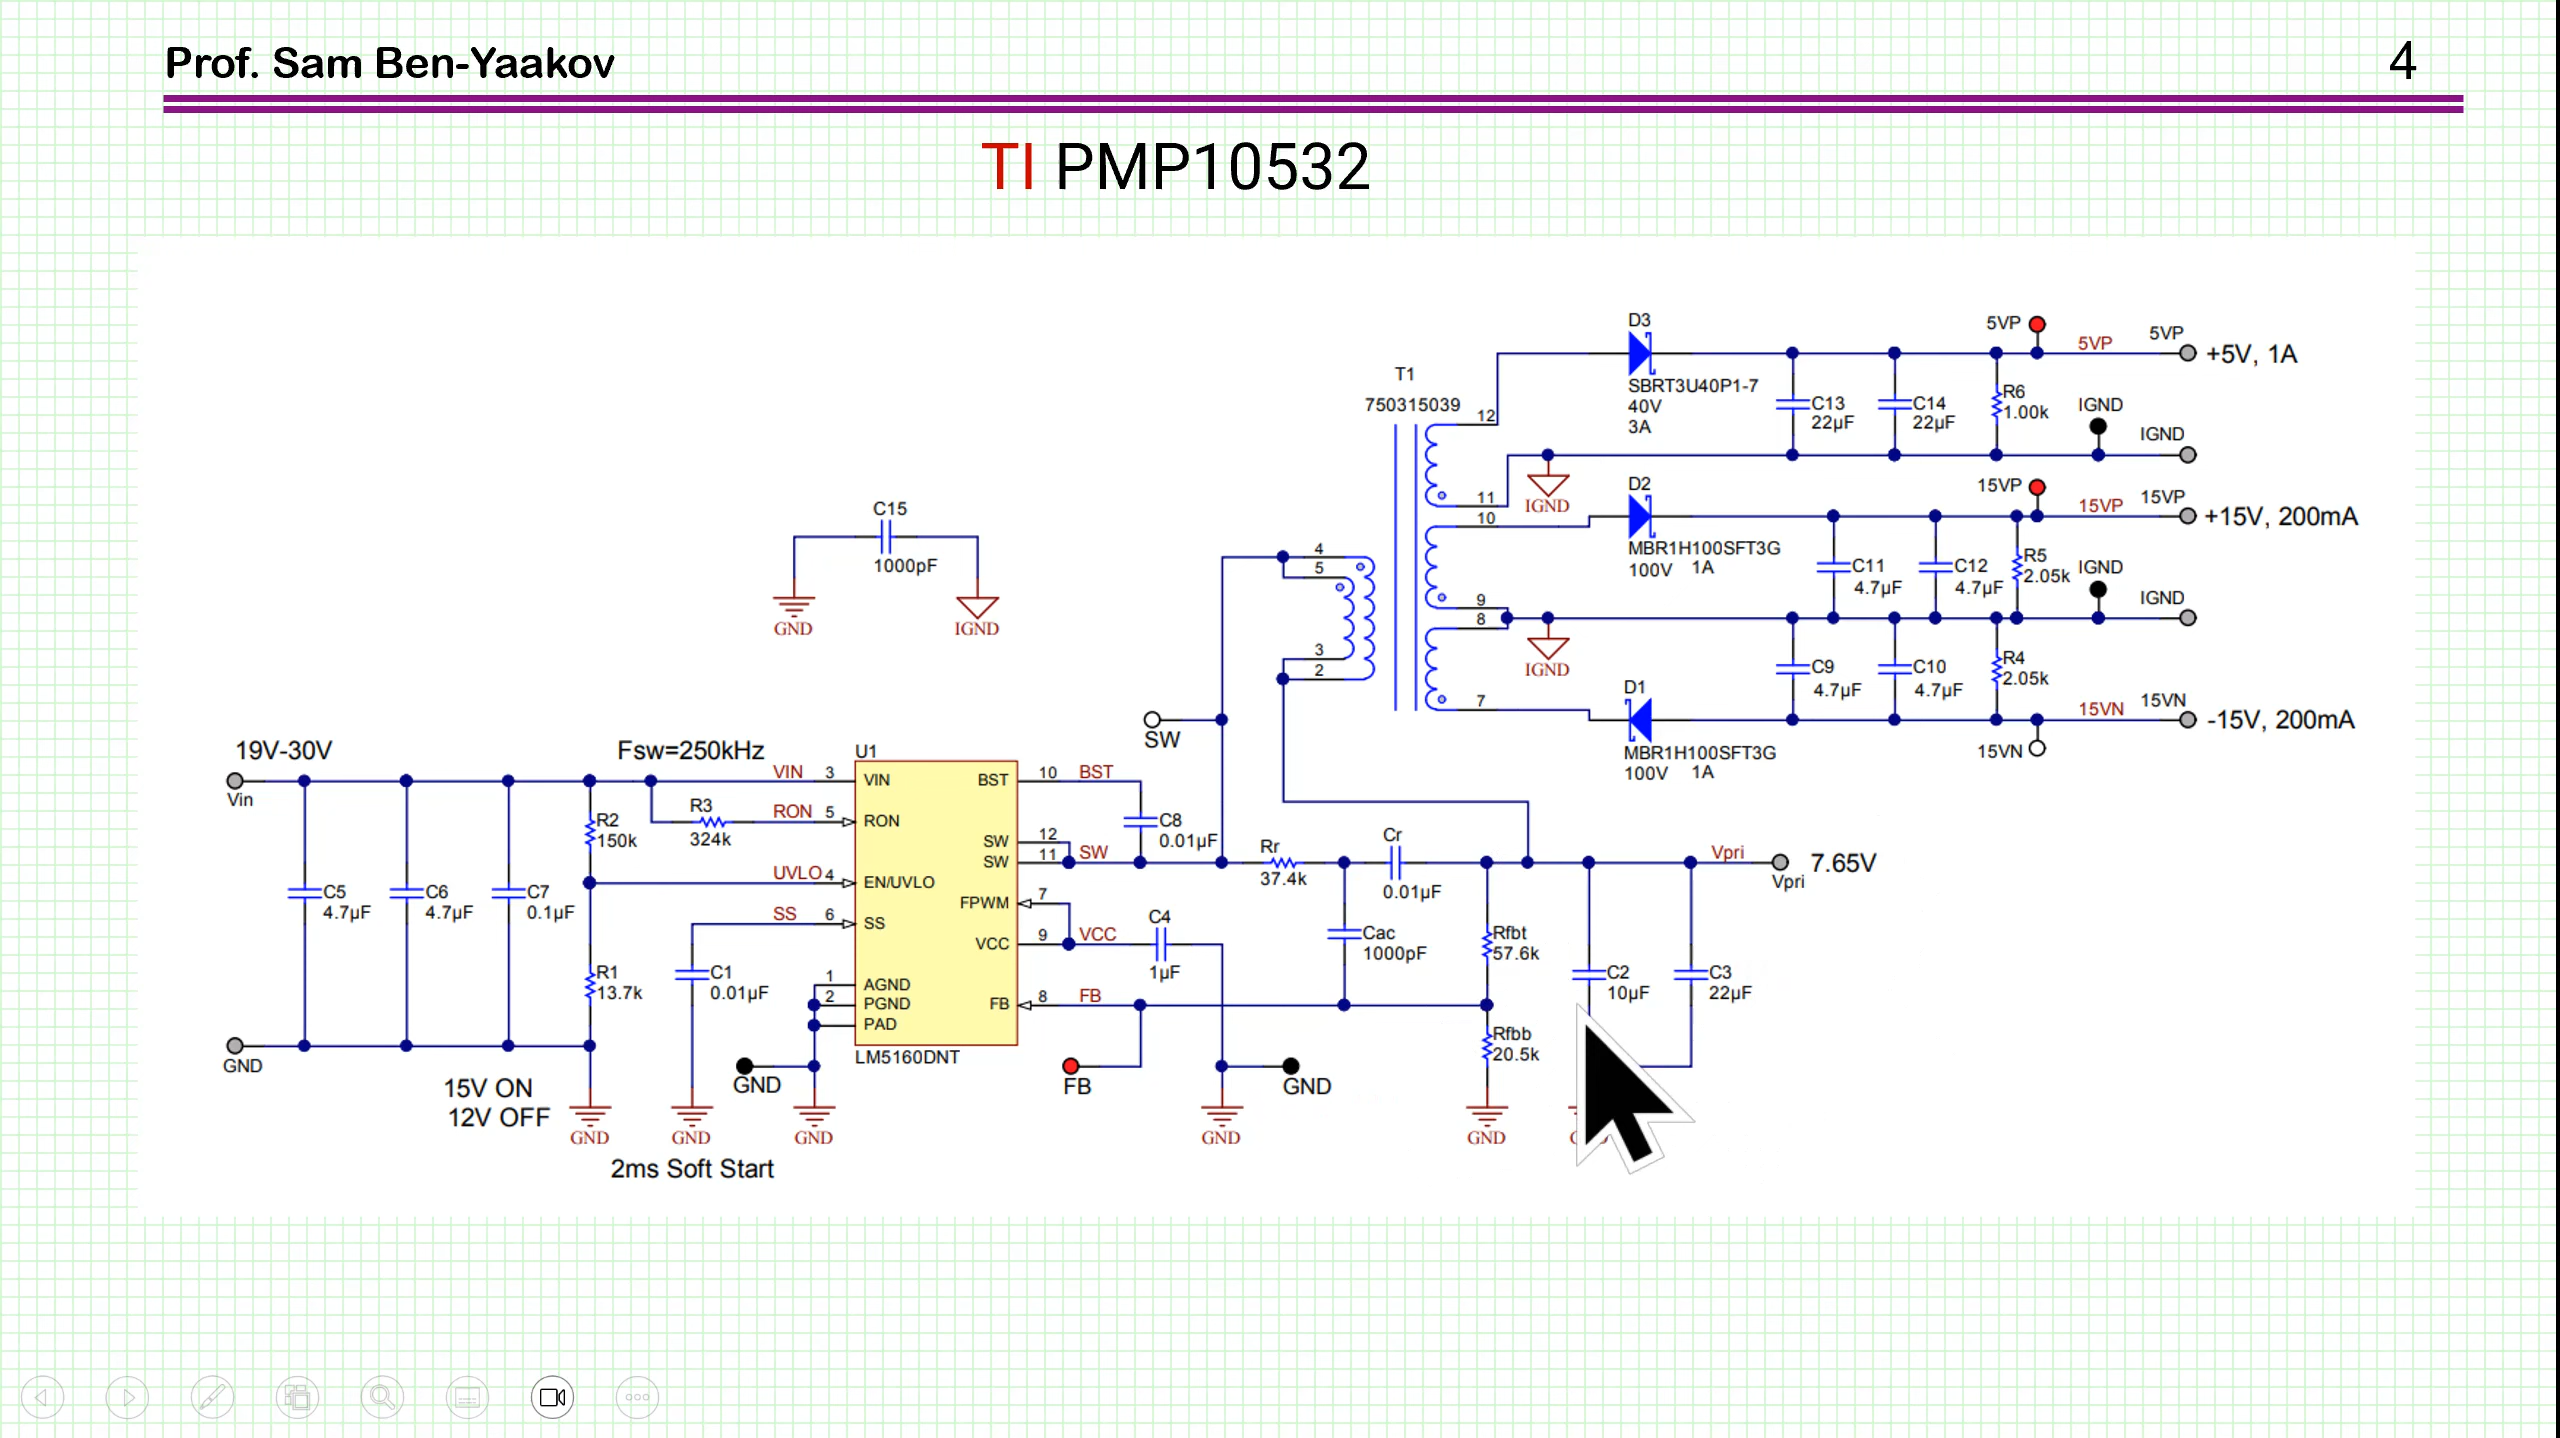 Prof. Sam Ben-Yaakov
4
TI PMP10532
D3
5VP
5VP
5VP
+5V, 1A
T1
750315039
SBRT3U40P1-7
40V
3A
12
C13
22µF
C14
22µF
R6
1.00k
IGND
IGND
11
IGND
10
D2
15VP
15VP
15VP
+15V, 200mA
MBR1H100SFT3G
100V 1A
C11
4.7µF
C12
4.7µF
R5
2.05k
IGND
IGND
C15
1000pF
GND
IGND
4
5
9
8
IGND
3
2
C9
4.7µF
C10
4.7µF
R4
2.05k
7
D1
15VN
15VN
-15V, 200mA
15VN
MBR1H100SFT3G
100V 1A
SW
19V-30V
Fsw=250kHz
U1
Vin
VIN 3
VIN
BST
10 BST
R3
324k
RON 5
RON
R2
150k
C8
0.01µF
SW
12
SW
11 SW
Rr
37.4k
Cr
0.01µF
Vpri
Vpri
7.65V
UVLO 4
EN/UVLO
C5
4.7µF
C6
4.7µF
C7
0.1µF
FPWM
7
SS 6
SS
VCC
9 VCC
C4
1µF
Cac
1000pF
Rfbt
57.6k
R1
13.7k
C1
0.01µF
C2
10µF
C3
22µF
1
AGND
2
PGND
PAD
FB
8 FB
LM5160DNT
Rfbb
20.5k
GND
GND
FB
GND
15V ON
12V OFF
GND
GND
GND
GND
GND
2ms Soft Start